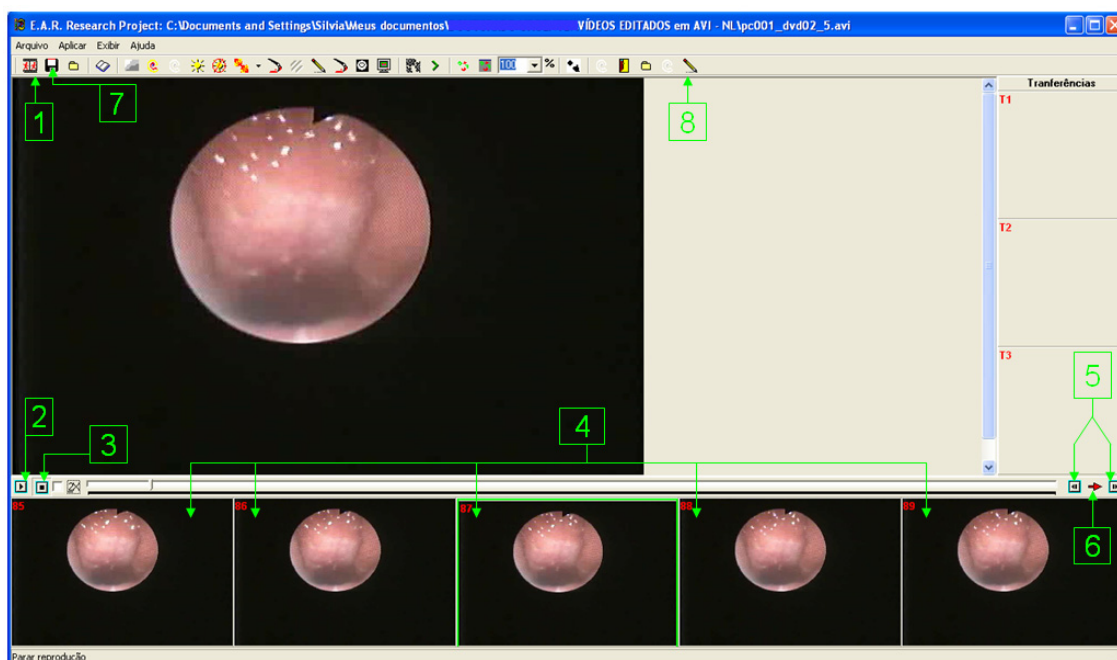 E.A.R. Research Project: C:\Documents and Settings\Silvia\Meus documentos\ VÍDEOS EDITADOS em AVI - NL\pc001_dvd02_5.avi
Arquivo Aplicar Exibir Ajuda
100 %
Tranferências
1
7
8
T1
T2
T3
5
2
3
4
6
85
86
87
88
89
Parar reprodução